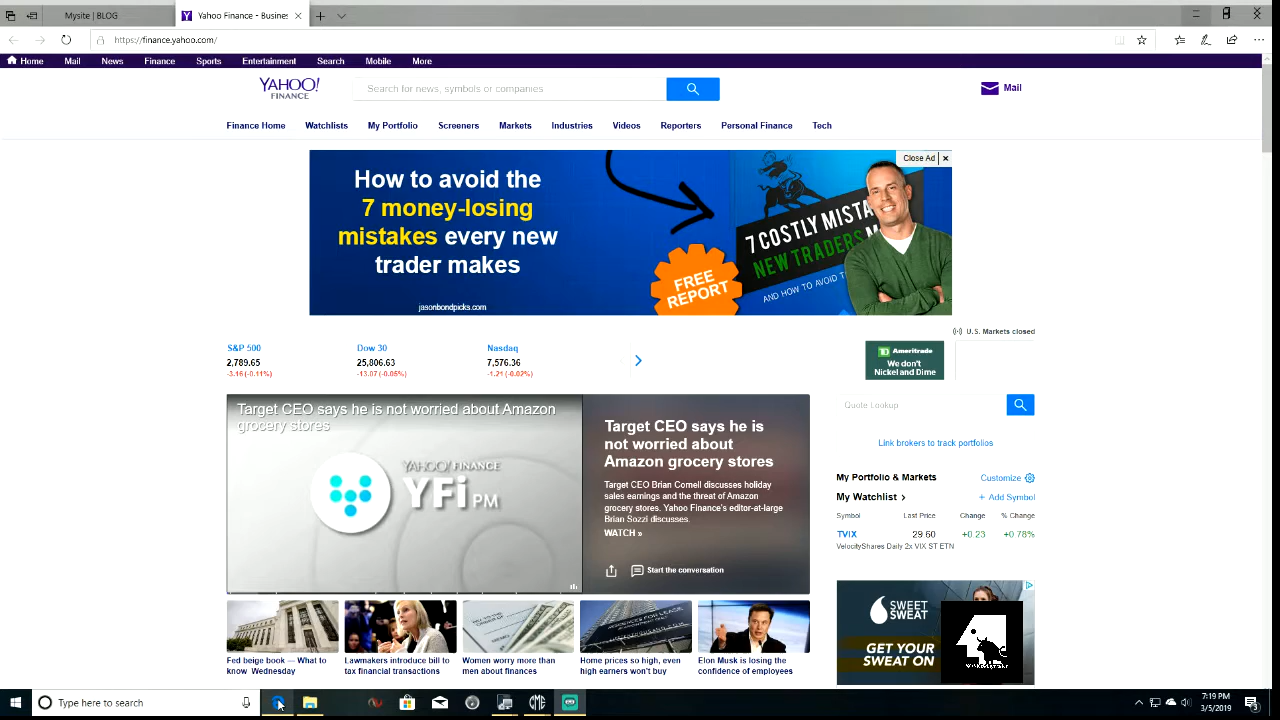 Mysite | BLOG
Yahoo Finance - Busines
https://finance.yahoo.com/
Home Mail News Finance Sports Entertainment Search Mobile More
YAHOO!
FINANCE
Search for news, symbols or companies
Mail
Finance Home Watchlists My Portfolio Screeners Markets Industries Videos Reporters Personal Finance Tech
Close Ad
How to avoid the
7 money-losing
mistakes every new
trader makes
jasonbondpicks.com
FREE
REPORT
7 COSTLY MISTA
NEW TRADERS M
AND HOW TO AVOID T
U.S. Markets closed
S&P 500
2,789.65
-3.16 (-0.11%)
Dow 30
25,806.63
-13.07 (-0.05%)
Nasdaq
7,576.36
-1.21 (-0.02%)
TD Ameritrade
We don't
Nickel and Dime
Target CEO says he is not worried about Amazon
grocery stores
YAHOO! FINANCE
YFi PM
Target CEO says he is
not worried about
Amazon grocery stores
Target CEO Brian Cornell discusses holiday
sales earnings and the threat of Amazon
grocery stores. Yahoo Finance's editor-at-large
Brian Sozzi discusses.
WATCH »
Start the conversation
Quote Lookup
Link brokers to track portfolios
My Portfolio & Markets
Customize
My Watchlist
+ Add Symbol
Symbol Last Price Change % Change
TVIX 29.60 +0.23 +0.78%
VelocityShares Daily 2x VIX ST ETN
SWEET
SWEAT
GET YOUR
SWEAT ON
Fed beige book — What to
know Wednesday
Lawmakers introduce bill to
tax financial transactions
Women worry more than
men about finances
Home prices so high, even
high earners won't buy
Elon Musk is losing the
confidence of employees
Type here to search
CME
7:19 PM
3/5/2019